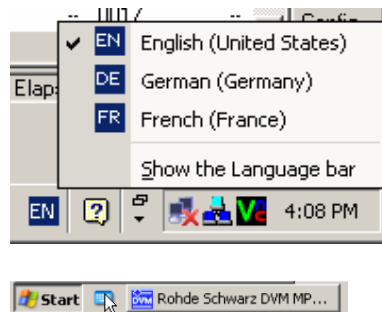 EN English (United States)
DE German (Germany)
Elap
FR French (France)
Show the Language bar
EN 4:08 PM
Start Rohde Schwarz DVM MP...